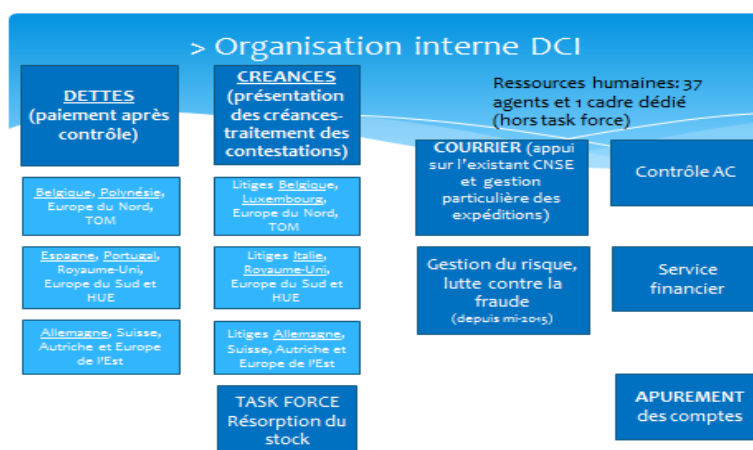 > Organisation interne DCI
DETTES
(paiement après
contrôle)
Belgique, Polynésie,
Europe du Nord,
TOM
Espagne, Portugal,
Royaume-Uni,
Europe du Sud et
HUE
Allemagne, Suisse,
Autriche et Europe
de l'Est
CREANCES
(présentation
des créances-
traitement des
contestations)
Litiges Belgique,
Luxembourg,
Europe du Nord,
TOM
Litiges Italie,
Royaume-Uni,
Europe du Sud et
HUE
Litiges Allemagne,
Suisse, Autriche et
Europe de l'Est
TASK FORCE
Résorption du
stock
Ressources humaines: 37
agents et 1 cadre dédié
(hors task force)
COURRIER (appui
sur l'existant CNSE
et gestion
particulière des
expéditions)
Gestion du risque,
lutte contre la
fraude
(depuis mi-2015)
Contrôle AC
Service
financier
APUREMENT
des comptes